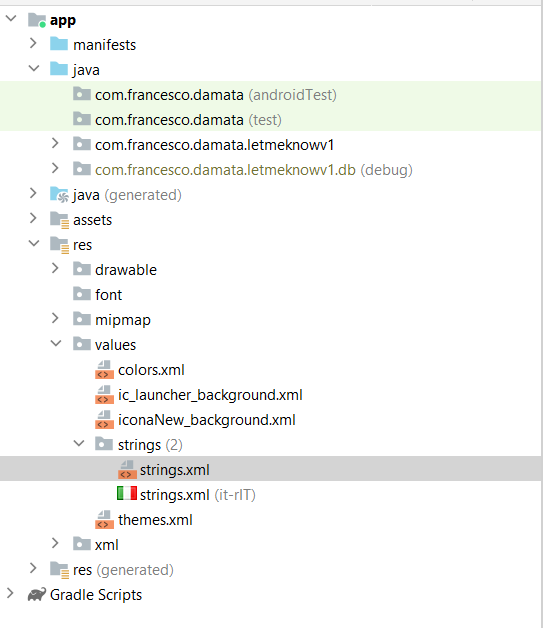 app
manifests
java
com.francesco.damata (androidTest)
com.francesco.damata (test)
com.francesco.damata.letmeknowv1
com.francesco.damata.letmeknowv1.db (debug)
java (generated)
assets
res
drawable
font
mipmap
values
colors.xml
ic_launcher_background.xml
iconaNew_background.xml
strings (2)
strings.xml
strings.xml (it-rIT)
themes.xml
xml
res (generated)
Gradle Scripts